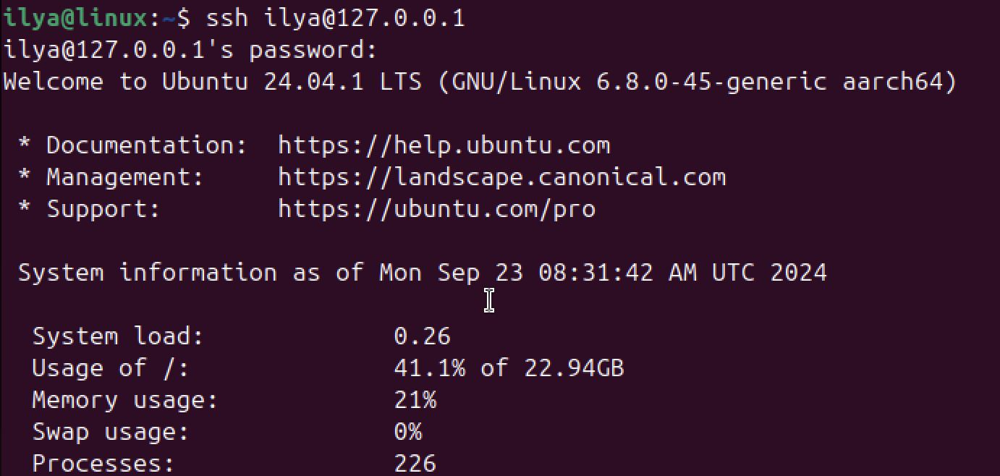 ilya@linux:~$ ssh ilya@127.0.0.1
ilya@127.0.0.1's password:
Welcome to Ubuntu 24.04.1 LTS (GNU/Linux 6.8.0-45-generic aarch64)
* Documentation:  https://help.ubuntu.com
* Management:     https://landscape.canonical.com
* Support:        https://ubuntu.com/pro
System information as of Mon Sep 23 08:31:42 AM UTC 2024
System load:             0.26
Usage of /:              41.1% of 22.94GB
Memory usage:            21%
Swap usage:              0%
Processes:               226